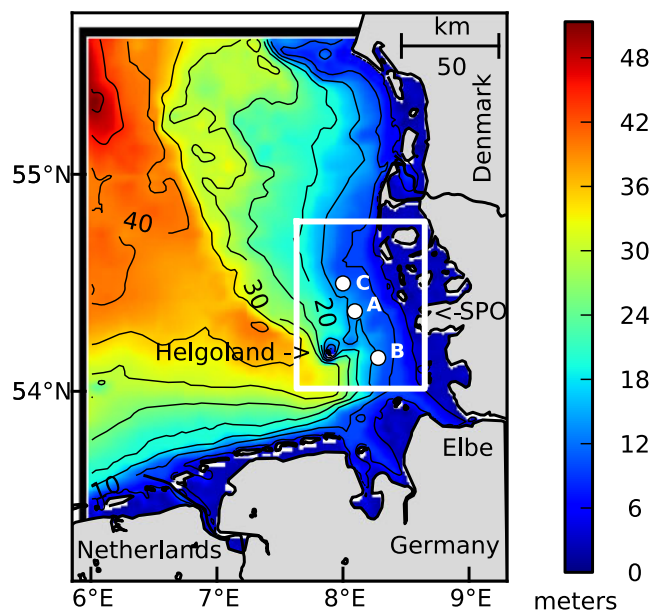 km
50
Denmark
55°N
40
30
20
C
A
<-SPO
Helgoland ->
B
54°N
10
Elbe
Netherlands
Germany
6°E
7°E
8°E
9°E
48
42
36
30
24
18
12
6
0
meters